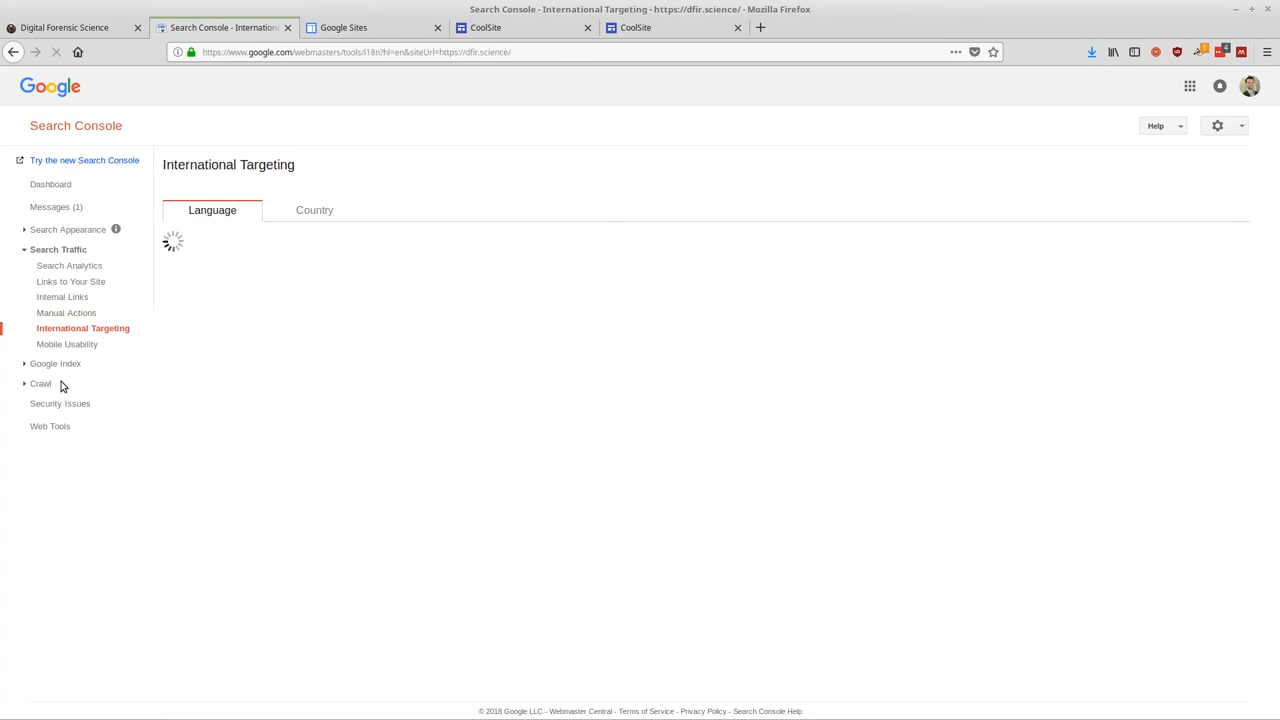 Search Console - International Targeting - https://dfir.science/ - Mozilla Firefox
Digital Forensic Science
Search Console - Internation
Google Sites
CoolSite
CoolSite
https://www.google.com/webmasters/tools/i18n?hl=en&siteUrl=https://dfir.science/
4
Google
Search Console
Help
Try the new Search Console
Dashboard
Messages (1)
Search Appearance
Search Traffic
Search Analytics
Links to Your Site
Internal Links
Manual Actions
International Targeting
Mobile Usability
Google Index
Crawl
Security Issues
Web Tools
International Targeting
Language
Country
© 2018 Google LLC - Webmaster Central - Terms of Service - Privacy Policy - Search Console Help